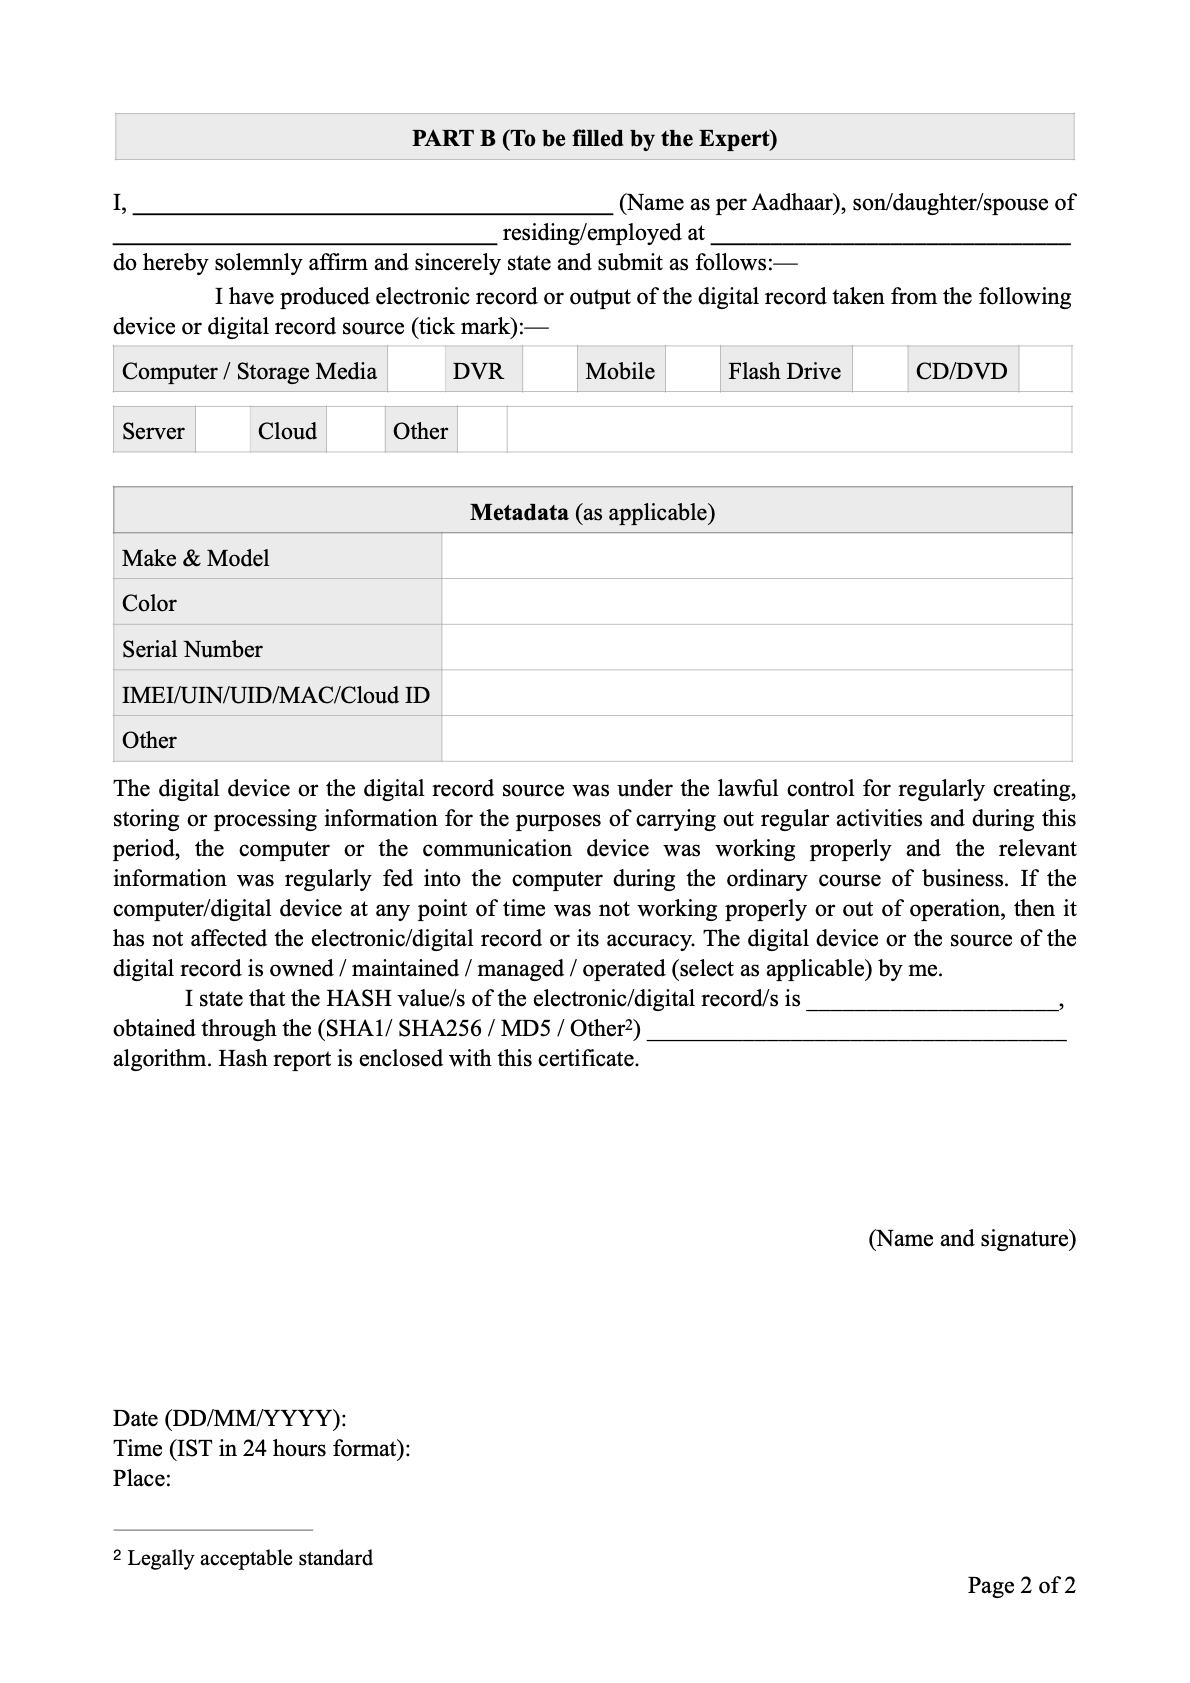 PART B (To be filled by the Expert)
I, ________________________________________ (Name as per Aadhaar), son/daughter/spouse of
________________________________ residing/employed at ______________________________
do hereby solemnly affirm and sincerely state and submit as follows:—
I have produced electronic record or output of the digital record taken from the following
device or digital record source (tick mark):—
Computer / Storage Media DVR Mobile Flash Drive CD/DVD
Server Cloud Other
Metadata (as applicable)
Make & Model
Color
Serial Number
IMEI/UIN/UID/MAC/Cloud ID
Other
The digital device or the digital record source was under the lawful control for regularly creating,
storing or processing information for the purposes of carrying out regular activities and during this
period, the computer or the communication device was working properly and the relevant
information was regularly fed into the computer during the ordinary course of business. If the
computer/digital device at any point of time was not working properly or out of operation, then it
has not affected the electronic/digital record or its accuracy. The digital device or the source of the
digital record is owned / maintained / managed / operated (select as applicable) by me.
I state that the HASH value/s of the electronic/digital record/s is _____________________,
obtained through the (SHA1/ SHA256 / MD5 / Other²) ___________________________________
algorithm. Hash report is enclosed with this certificate.
(Name and signature)
Date (DD/MM/YYYY):
Time (IST in 24 hours format):
Place:
² Legally acceptable standard
Page 2 of 2